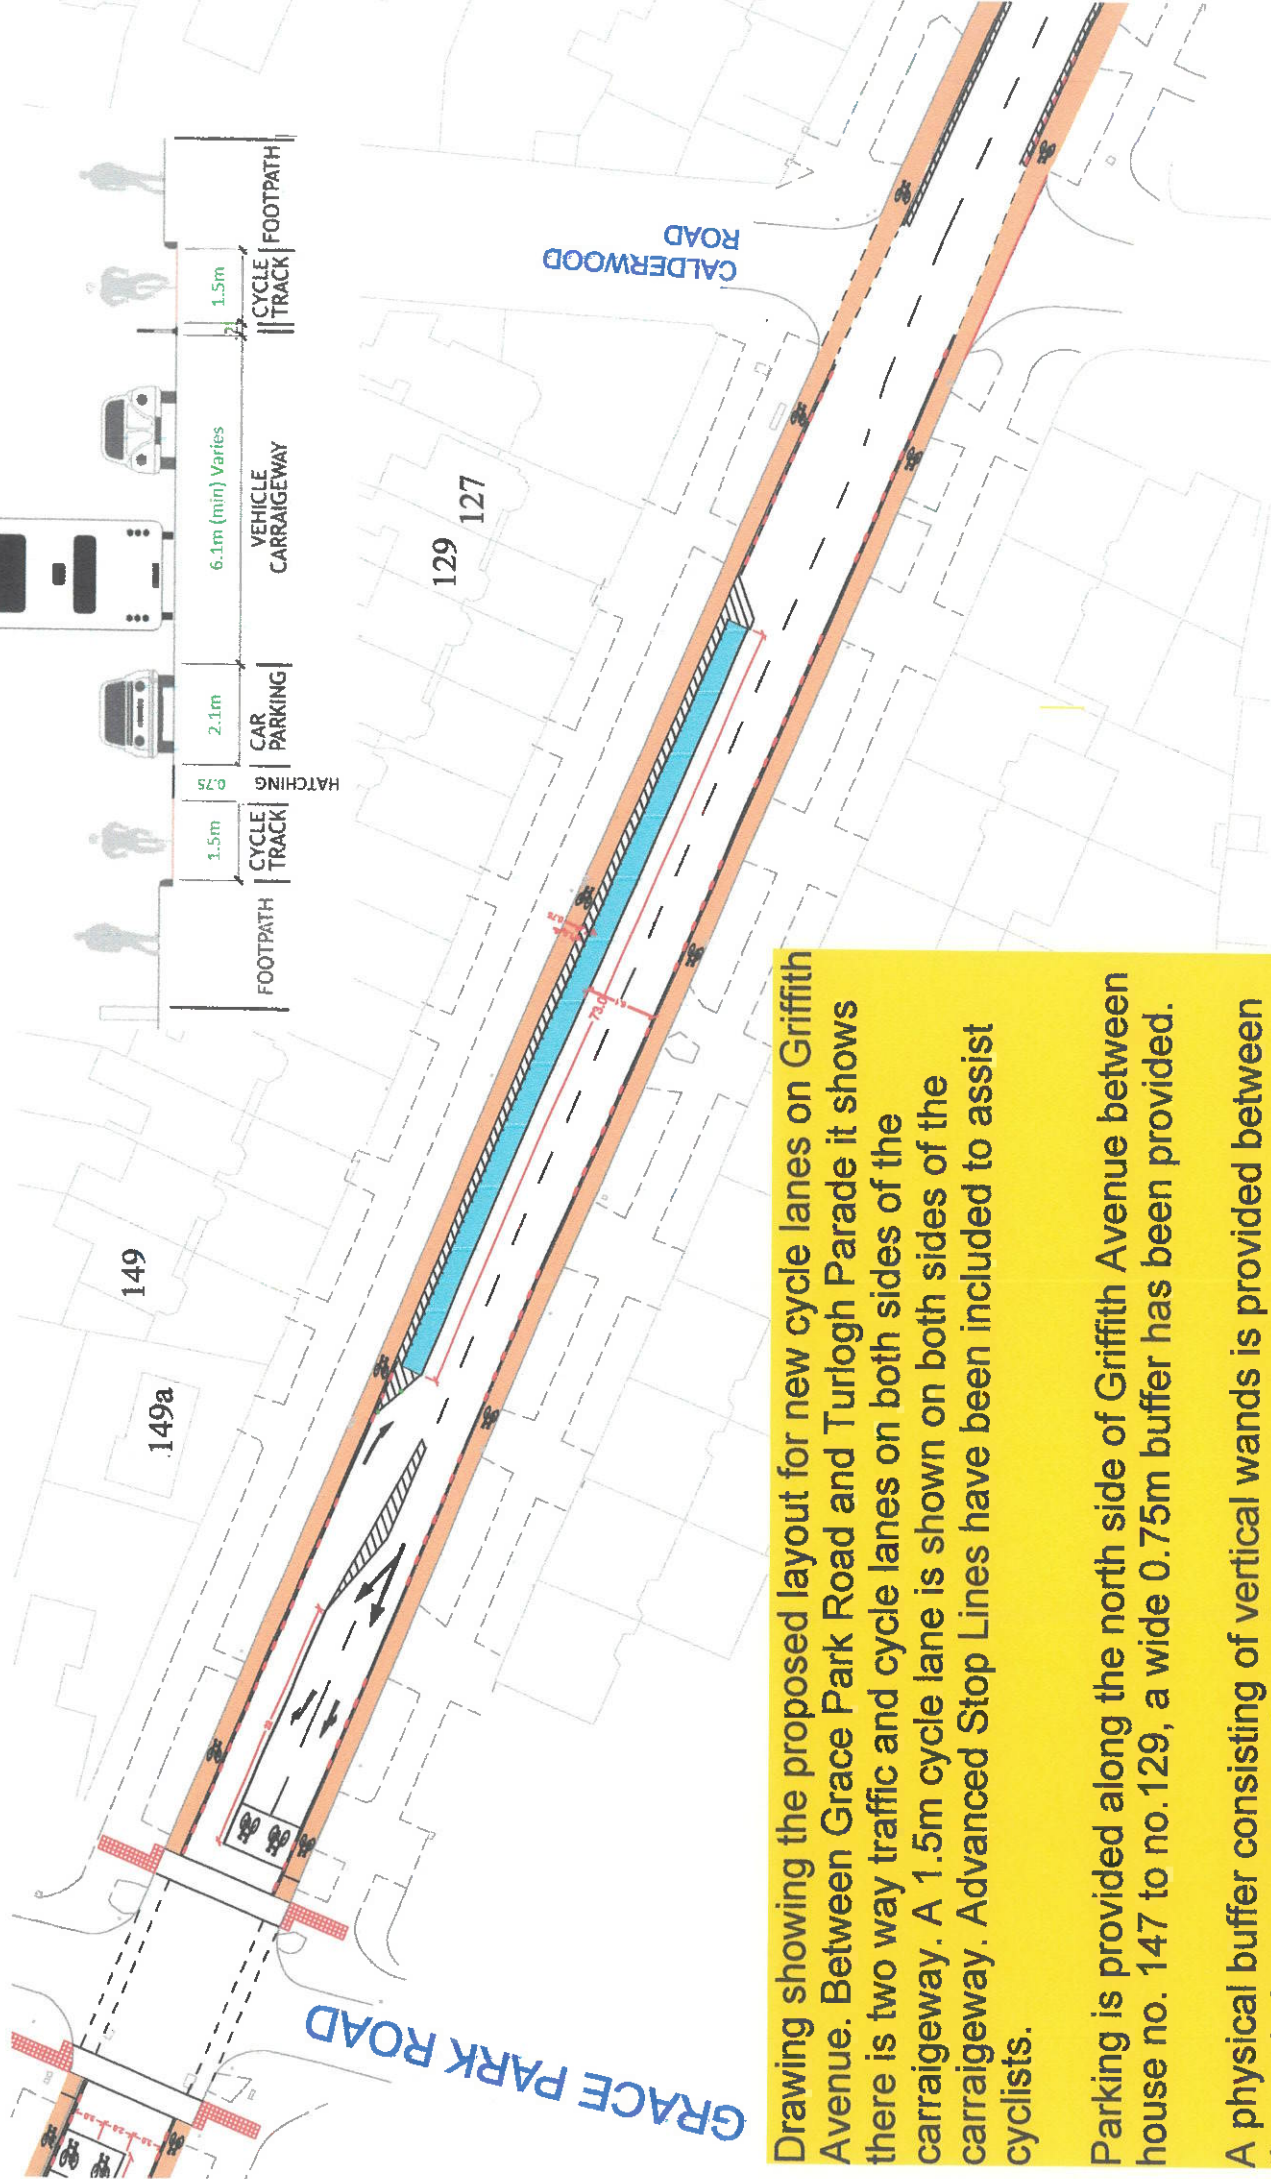 FOOTPATH
CYCLE TRACK
HATCHING
CAR PARKING
VEHICLE CARRAIGEWAY
CYCLE TRACK
FOOTPATH
1.5m
0.75
2.1m
6.1m (min) Varies
1.5m
149a
149
129
127
CALDERWOOD
ROAD
73.0
GRACE PARK ROAD
Drawing showing the proposed layout for new cycle lanes on Griffith
Avenue. Between Grace Park Road and Turlogh Parade it shows
there is two way traffic and cycle lanes on both sides of the
carraigeway. A 1.5m cycle lane is shown on both sides of the
carraigeway. Advanced Stop Lines have been included to assist
cyclists.
Parking is provided along the north side of Griffith Avenue between
house no. 147 to no.129, a wide 0.75m buffer has been provided.
A physical buffer consisting of vertical wands is provided between